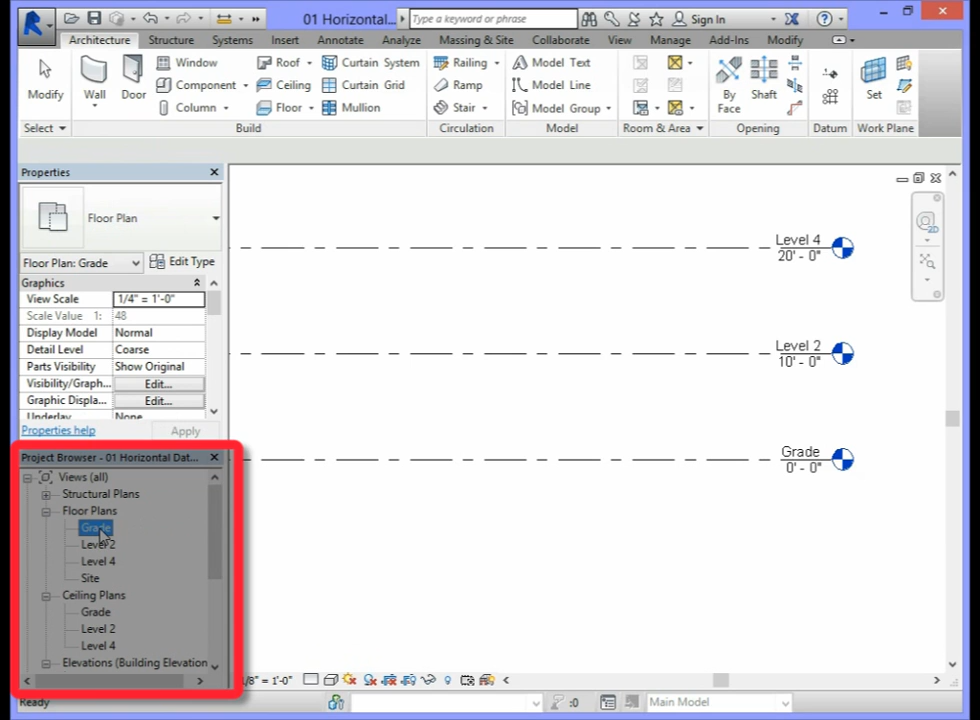 01 Horizontal...
Type a keyword or phrase
Sign In
Architecture Structure Systems Insert Annotate Analyze Massing & Site Collaborate View Manage Add-Ins Modify
Modify
Wall
Door
Window
Component
Column
Roof
Ceiling
Floor
Curtain System
Curtain Grid
Mullion
Railing
Ramp
Stair
Model Text
Model Line
Model Group
By
Face
Shaft
Set
Select
Build
Circulation
Model
Room & Area
Opening
Datum
Work Plane
Properties
Floor Plan
Floor Plan: Grade
Edit Type
Graphics
View Scale 1/4" = 1'-0"
Scale Value 1: 48
Display Model Normal
Detail Level Coarse
Parts Visibility Show Original
Visibility/Graph... Edit...
Graphic Displa... Edit...
Underlay None
Properties help
Apply
Project Browser - 01 Horizontal Dat...
Views (all)
Structural Plans
Floor Plans
Grade
Level 2
Level 4
Site
Ceiling Plans
Grade
Level 2
Level 4
Elevations (Building Elevation
Level 4
20' - 0"
Level 2
10' - 0"
Grade
0' - 0"
2D
1/8" = 1'-0"
Ready
:0
Main Model